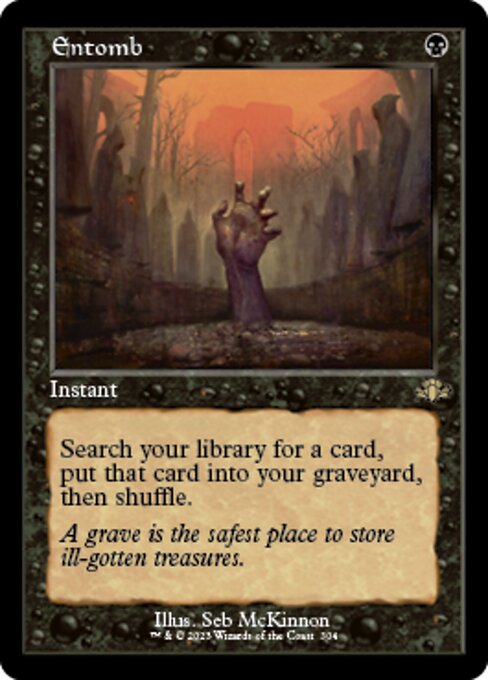 Entomb
Instant
Search your library for a card,
put that card into your graveyard,
then shuffle.
A grave is the safest place to store
ill-gotten treasures.
Illus. Seb McKinnon
™ & © 2023 Wizards of the Coast 304